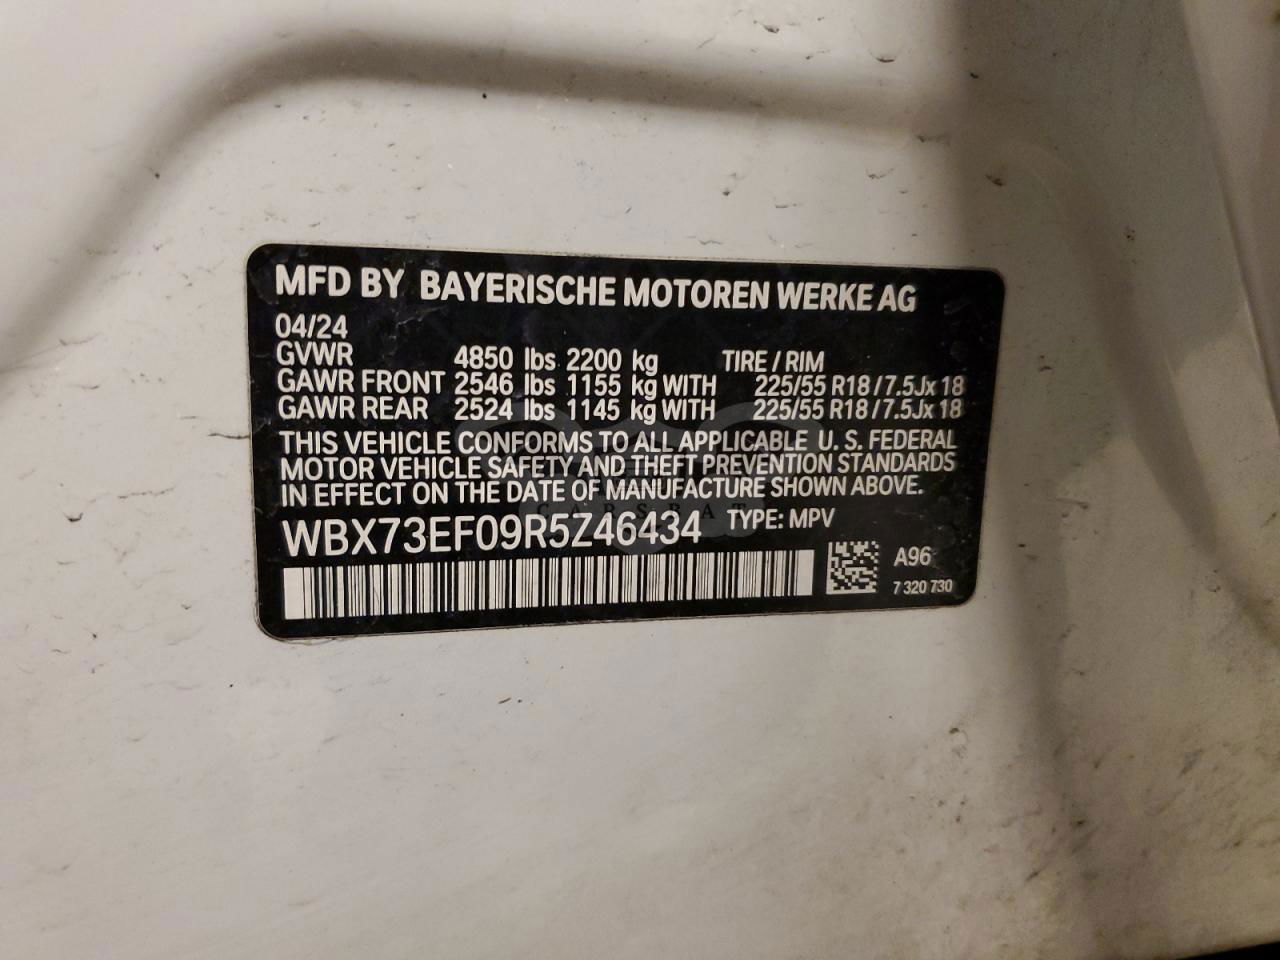 MFD BY BAYERISCHE MOTOREN WERKE AG
04/24
GVWR 4850 lbs 2200 kg TIRE / RIM
GAWR FRONT 2546 lbs 1155 kg WITH 225/55 R18 / 7.5Jx 18
GAWR REAR 2524 lbs 1145 kg WITH 225/55 R18 / 7.5Jx 18
THIS VEHICLE CONFORMS TO ALL APPLICABLE U. S. FEDERAL
MOTOR VEHICLE SAFETY AND THEFT PREVENTION STANDARDS
IN EFFECT ON THE DATE OF MANUFACTURE SHOWN ABOVE.
CARSBAT
WBX73EF09R5Z46434 TYPE: MPV
A96
7 320 730